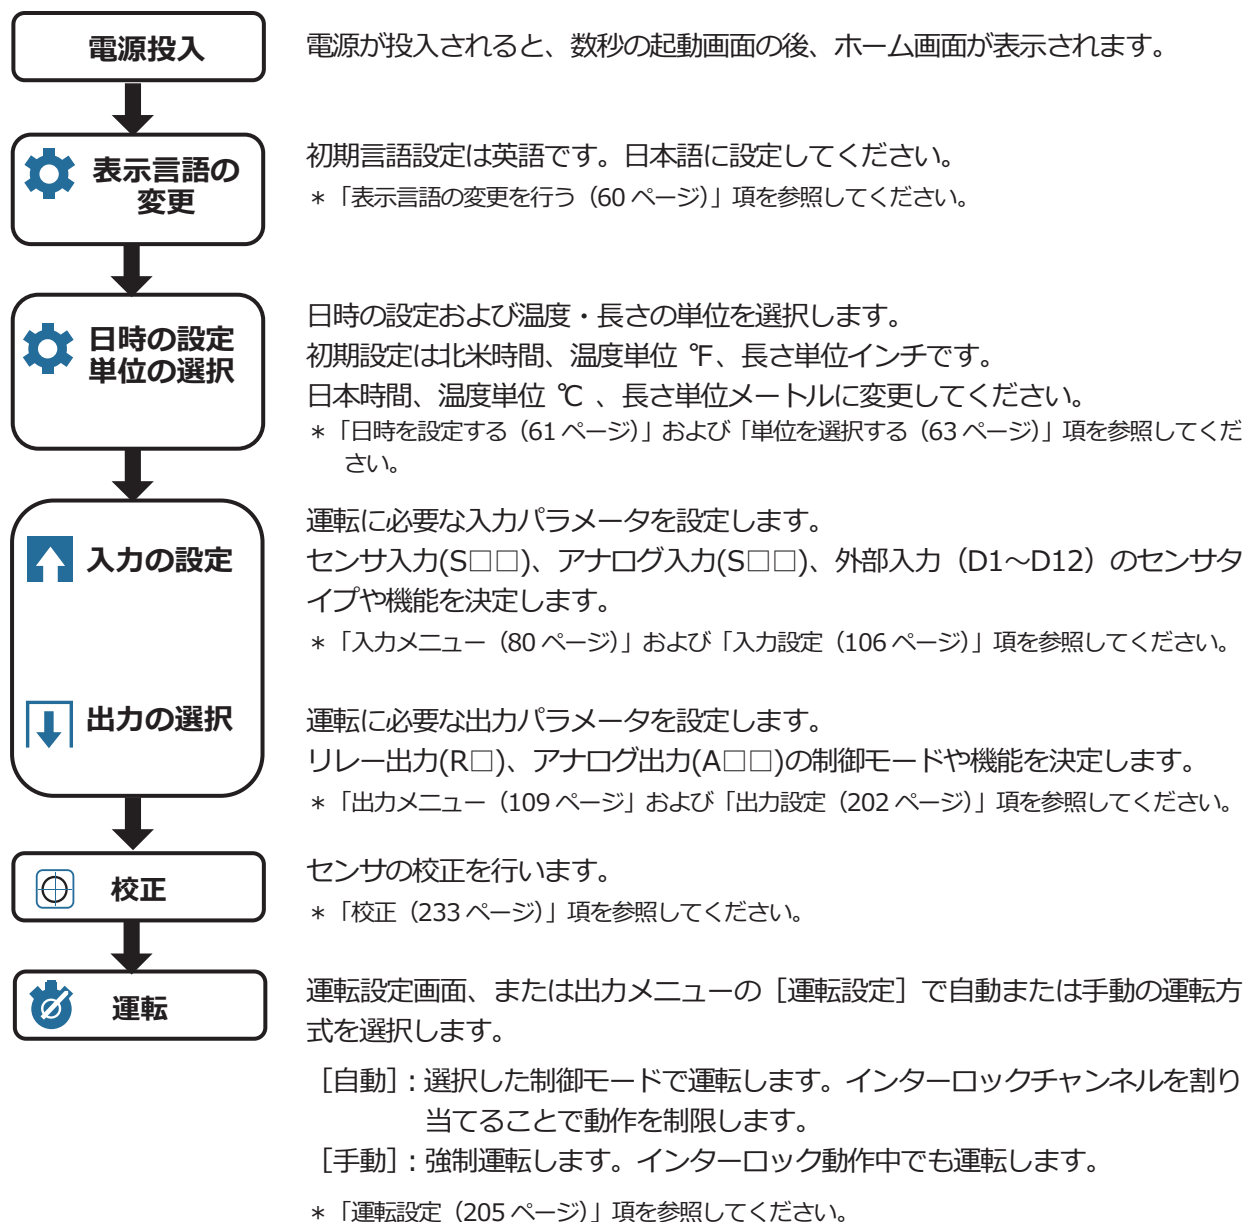 電源投入
電源が投入されると、数秒の起動画面の後、ホーム画面が表示されます。
表示言語の
変更
初期言語設定は英語です。日本語に設定してください。
＊「表示言語の変更を行う（60 ページ）」項を参照してください。
日時の設定
単位の選択
日時の設定および温度・長さの単位を選択します。
初期設定は北米時間、温度単位 ℉、長さ単位インチです。
日本時間、温度単位 ℃ 、長さ単位メートルに変更してください。
＊「日時を設定する（61 ページ）」および「単位を選択する（63 ページ）」項を参照してくだ
さい。
入力の設定
運転に必要な入力パラメータを設定します。
センサ入力(S□□)、アナログ入力(S□□)、外部入力（D1～D12）のセンサタ
イプや機能を決定します。
＊「入力メニュー（80 ページ）」および「入力設定（106 ページ）」項を参照してください。
出力の選択
運転に必要な出力パラメータを設定します。
リレー出力(R□)、アナログ出力(A□□)の制御モードや機能を決定します。
＊「出力メニュー（109 ページ」および「出力設定（202 ページ）」項を参照してください。
校正
センサの校正を行います。
＊「校正（233 ページ）」項を参照してください。
運転
運転設定画面、または出力メニューの［運転設定］で自動または手動の運転方
式を選択します。
［自動］：選択した制御モードで運転します。インターロックチャンネルを割り
当てることで動作を制限します。
［手動］：強制運転します。インターロック動作中でも運転します。
＊「運転設定（205 ページ）」項を参照してください。